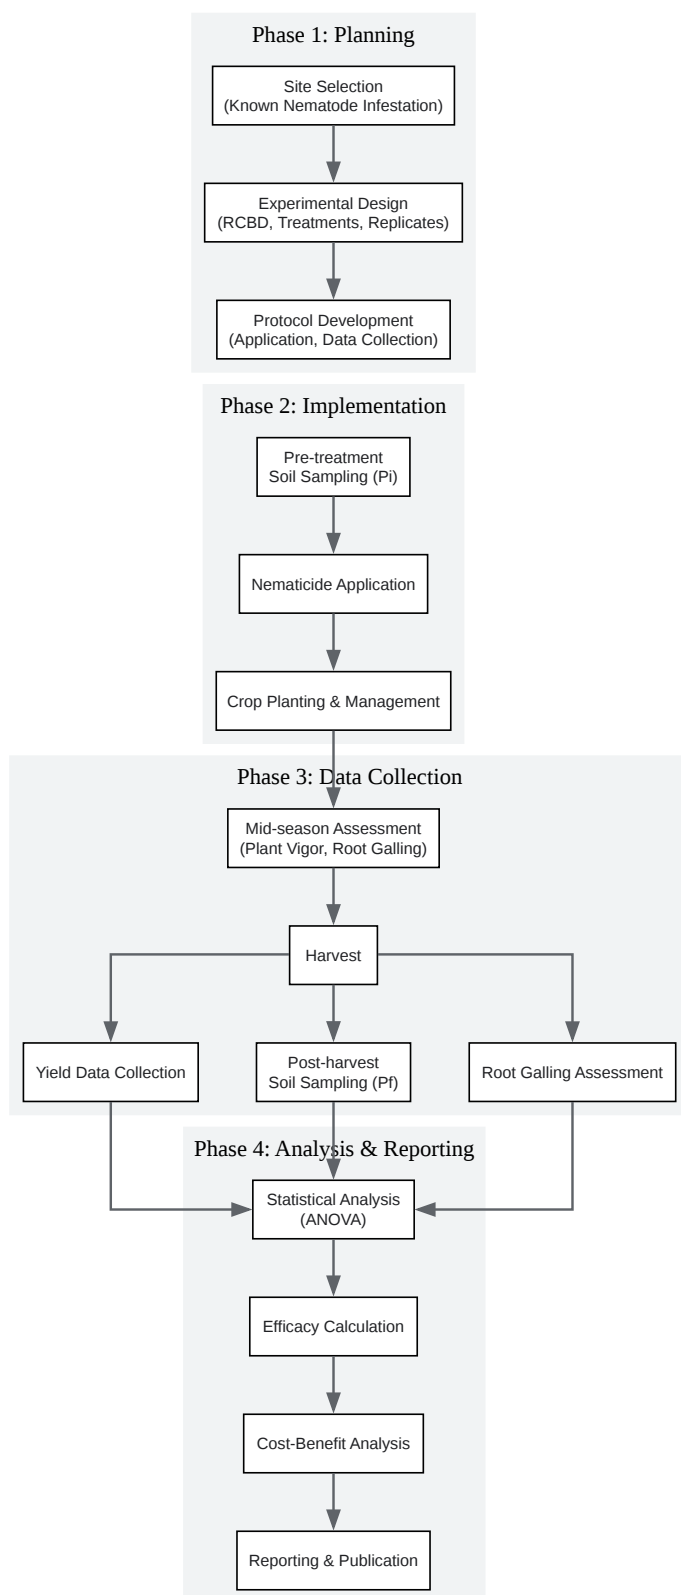 Phase 1: Planning
Site Selection
(Known Nematode Infestation)
Experimental Design
(RCBD, Treatments, Replicates)
Protocol Development
(Application, Data Collection)
Phase 2: Implementation
Pre-treatment
Soil Sampling (Pi)
Nematicide Application
Crop Planting & Management
Phase 3: Data Collection
Mid-season Assessment
(Plant Vigor, Root Galling)
Harvest
Yield Data Collection
Post-harvest
Soil Sampling (Pf)
Root Galling Assessment
Phase 4: Analysis & Reporting
Statistical Analysis
(ANOVA)
Efficacy Calculation
Cost-Benefit Analysis
Reporting & Publication